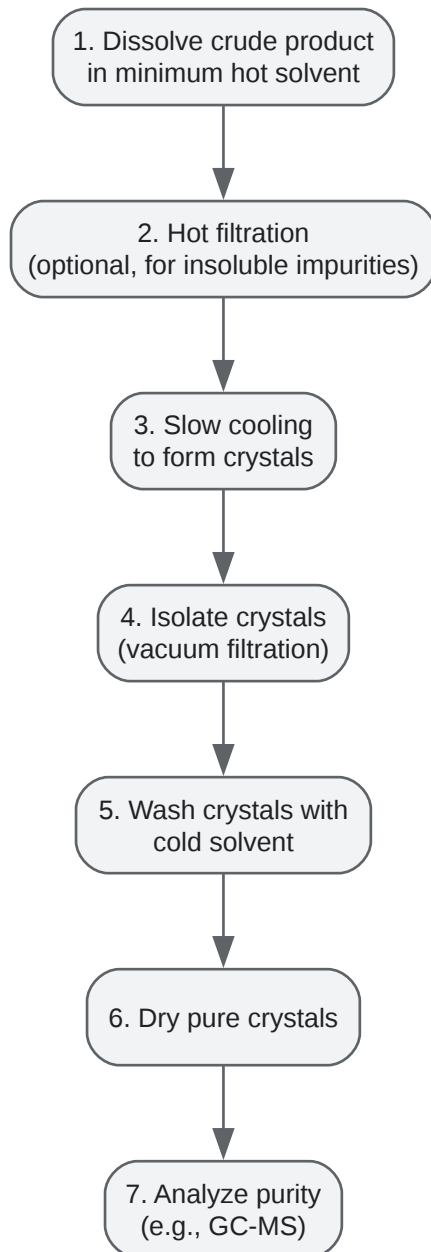 1. Dissolve crude product
in minimum hot solvent
2. Hot filtration
(optional, for insoluble impurities)
3. Slow cooling
to form crystals
4. Isolate crystals
(vacuum filtration)
5. Wash crystals with
cold solvent
6. Dry pure crystals
7. Analyze purity
(e.g., GC-MS)